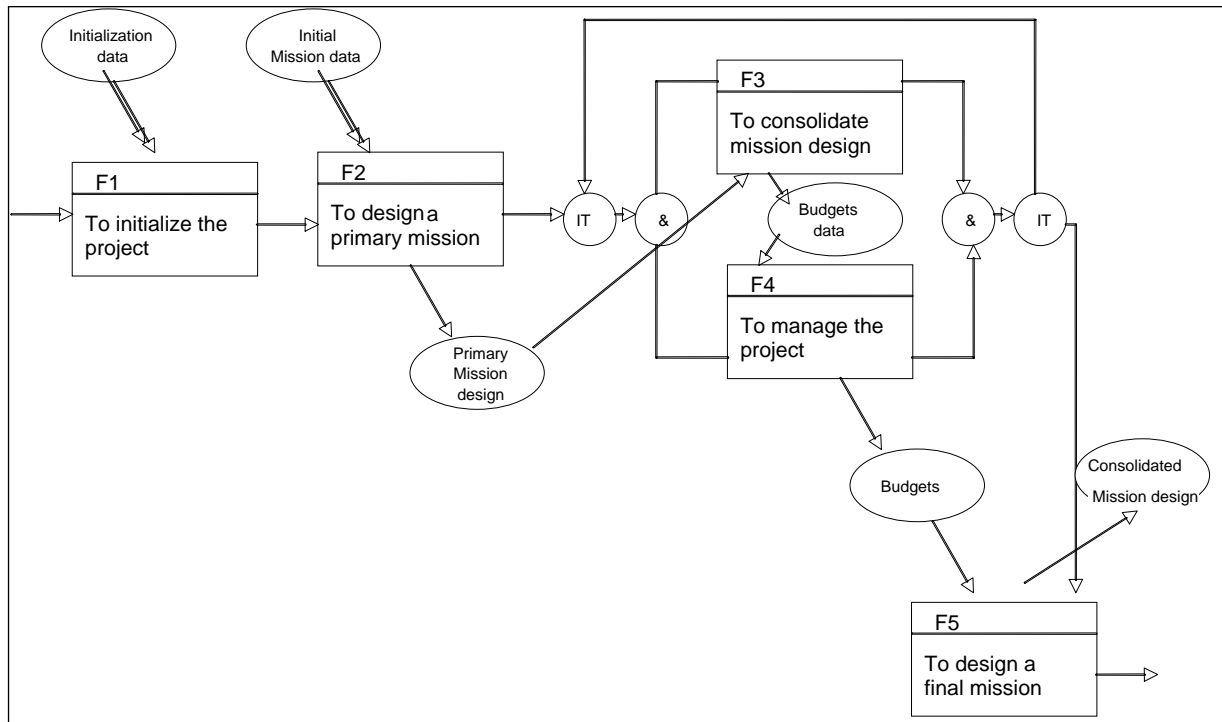 Initialization
data
Initial
Mission data
F1
To initialize the
project
F2
To design a
primary mission
IT
&
F3
To consolidate
mission design
Budgets
data
&
IT
F4
To manage the
project
Primary
Mission
design
Budgets
Consolidated
Mission design
F5
To design a
final mission